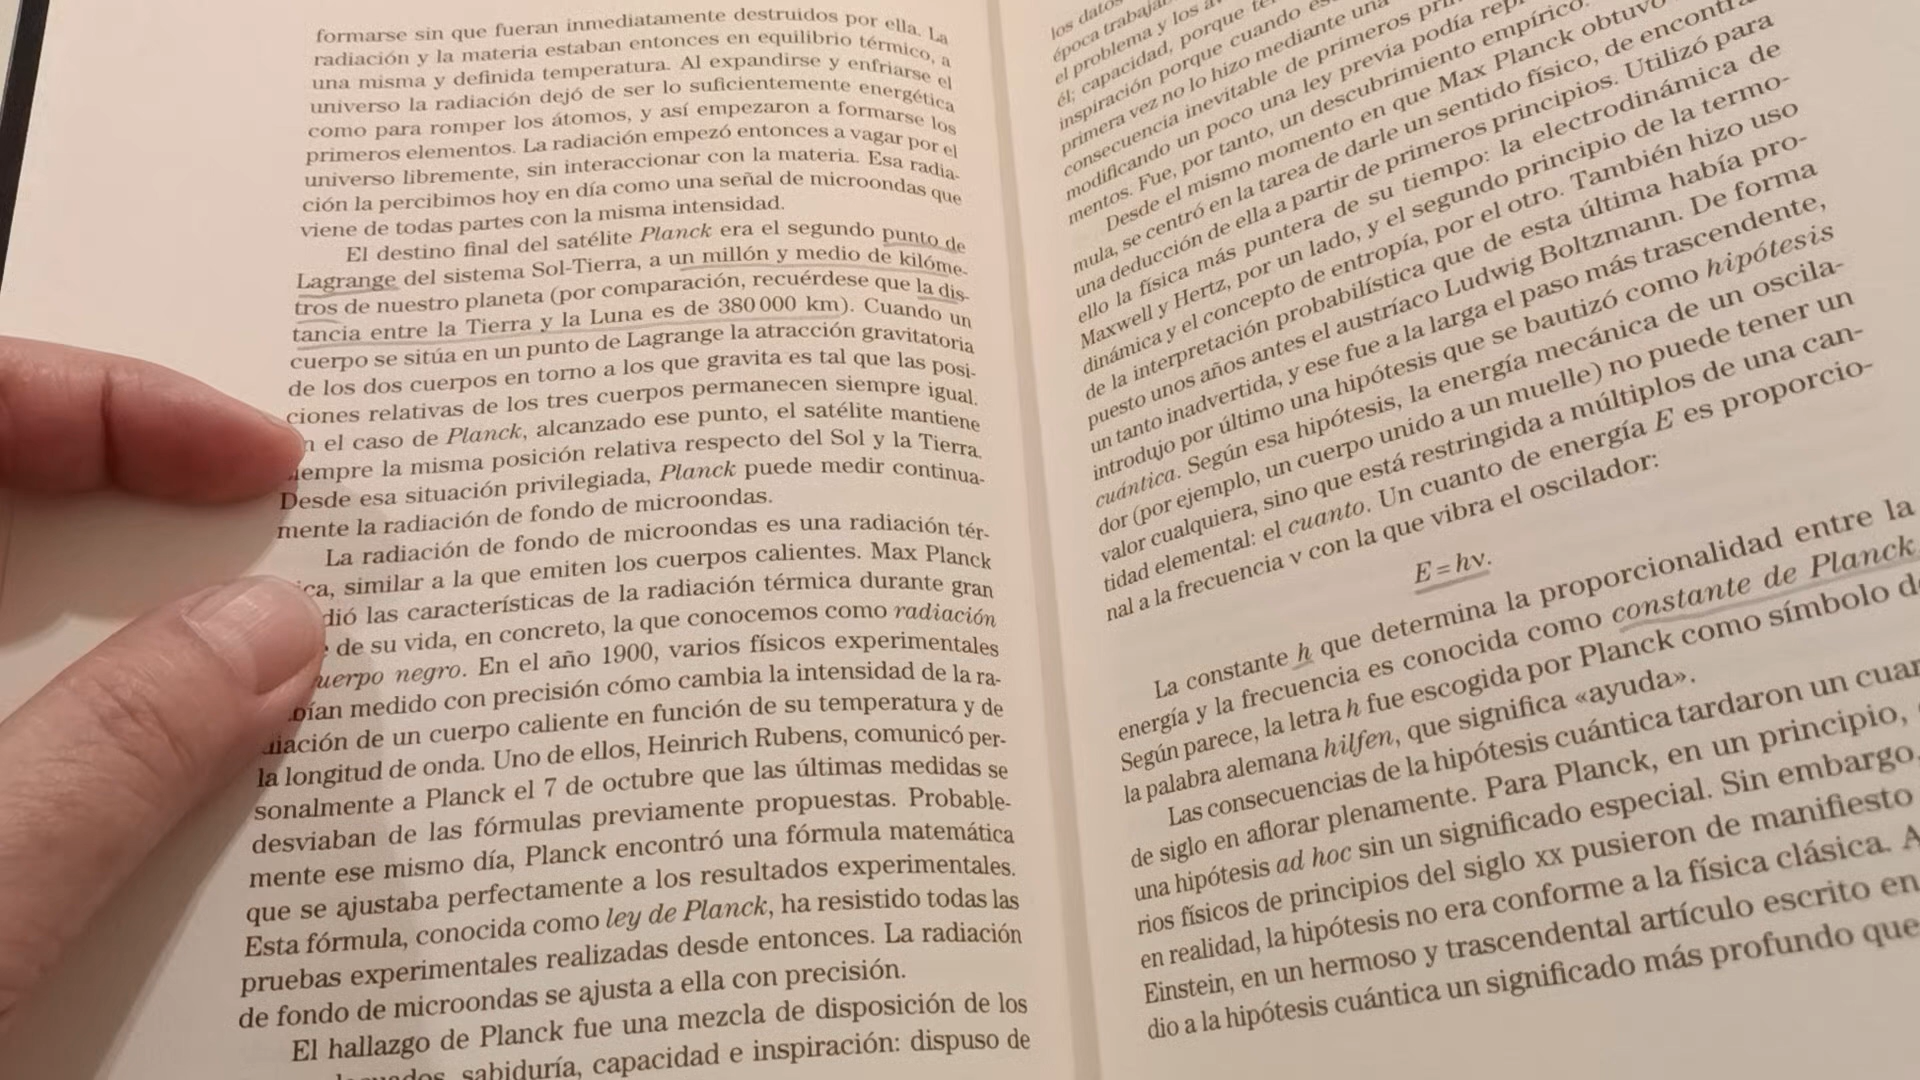 formarse sin que fueran inmediatamente destruidos por ella. La
radiación y la materia estaban entonces en equilibrio térmico, a
una misma y definida temperatura. Al expandirse y enfriarse el
universo la radiación dejó de ser lo suficientemente energética
como para romper los átomos, y así empezaron a formarse los
primeros elementos. La radiación empezó entonces a vagar por el
universo libremente, sin interaccionar con la materia. Esa radia-
ción la percibimos hoy en día como una señal de microondas que
viene de todas partes con la misma intensidad.
El destino final del satélite Planck era el segundo punto de
Lagrange del sistema Sol-Tierra, a un millón y medio de kilóme-
tros de nuestro planeta (por comparación, recuérdese que la dis-
tancia entre la Tierra y la Luna es de 380 000 km). Cuando un
cuerpo se sitúa en un punto de Lagrange la atracción gravitatoria
de los dos cuerpos en torno a los que gravita es tal que las posi-
ciones relativas de los tres cuerpos permanecen siempre igual.
el caso de Planck, alcanzado ese punto, el satélite mantiene
siempre la misma posición relativa respecto del Sol y la Tierra.
Desde esa situación privilegiada, Planck puede medir continua-
mente la radiación de fondo de microondas.
La radiación de fondo de microondas es una radiación tér-
ica, similar a la que emiten los cuerpos calientes. Max Planck
dió las características de la radiación térmica durante gran
de su vida, en concreto, la que conocemos como radiación
uerpo negro. En el año 1900, varios físicos experimentales
bían medido con precisión cómo cambia la intensidad de la ra-
diación de un cuerpo caliente en función de su temperatura y de
la longitud de onda. Uno de ellos, Heinrich Rubens, comunicó per-
sonalmente a Planck el 7 de octubre que las últimas medidas se
desviaban de las fórmulas previamente propuestas. Probable-
mente ese mismo día, Planck encontró una fórmula matemática
que se ajustaba perfectamente a los resultados experimentales.
Esta fórmula, conocida como ley de Planck, ha resistido todas las
pruebas experimentales realizadas desde entonces. La radiación
de fondo de microondas se ajusta a ella con precisión.
El hallazgo de Planck fue una mezcla de disposición de los
sabiduría, capacidad e inspiración: dispuso de
los datos
época
el problema y los
él; capacidad, porque
inspiración porque cuando
primera vez no lo hizo mediante una
consecuencia inevitable de primeros
modificando un poco una ley previa podía
mentos. Fue, por tanto, un descubrimiento empírico.
Desde el mismo momento en que Max Planck obtuvo
mula, se centró en la tarea de darle un sentido físico, de
una deducción de ella a partir de primeros principios. Utilizó para
ello la física más puntera de su tiempo: la electrodinámica de
Maxwell y Hertz, por un lado, y el segundo principio de la termo-
dinámica y el concepto de entropía, por el otro. También hizo uso
de la interpretación probabilística que de esta última había pro-
puesto unos años antes el austríaco Ludwig Boltzmann. De forma
un tanto inadvertida, y ese fue a la larga el paso más trascendente,
introdujo por último una hipótesis que se bautizó como hipótesis
cuántica. Según esa hipótesis, la energía mecánica de un oscila-
dor (por ejemplo, un cuerpo unido a un muelle) no puede tener un
valor cualquiera, sino que está restringida a múltiplos de una can-
tidad elemental: el cuanto. Un cuanto de energía E es proporcio-
nal a la frecuencia ν con la que vibra el oscilador:
E = hν.
La constante h que determina la proporcionalidad entre la
energía y la frecuencia es conocida como constante de Planck
Según parece, la letra h fue escogida por Planck como símbolo
la palabra alemana hilfen, que significa «ayuda».
Las consecuencias de la hipótesis cuántica tardaron un
de siglo en aflorar plenamente. Para Planck, en un principio,
una hipótesis ad hoc sin un significado especial. Sin embargo,
rios físicos de principios del siglo XX pusieron de manifiesto
en realidad, la hipótesis no era conforme a la física clásica.
Einstein, en un hermoso y trascendental artículo escrito en
dio a la hipótesis cuántica un significado más profundo que